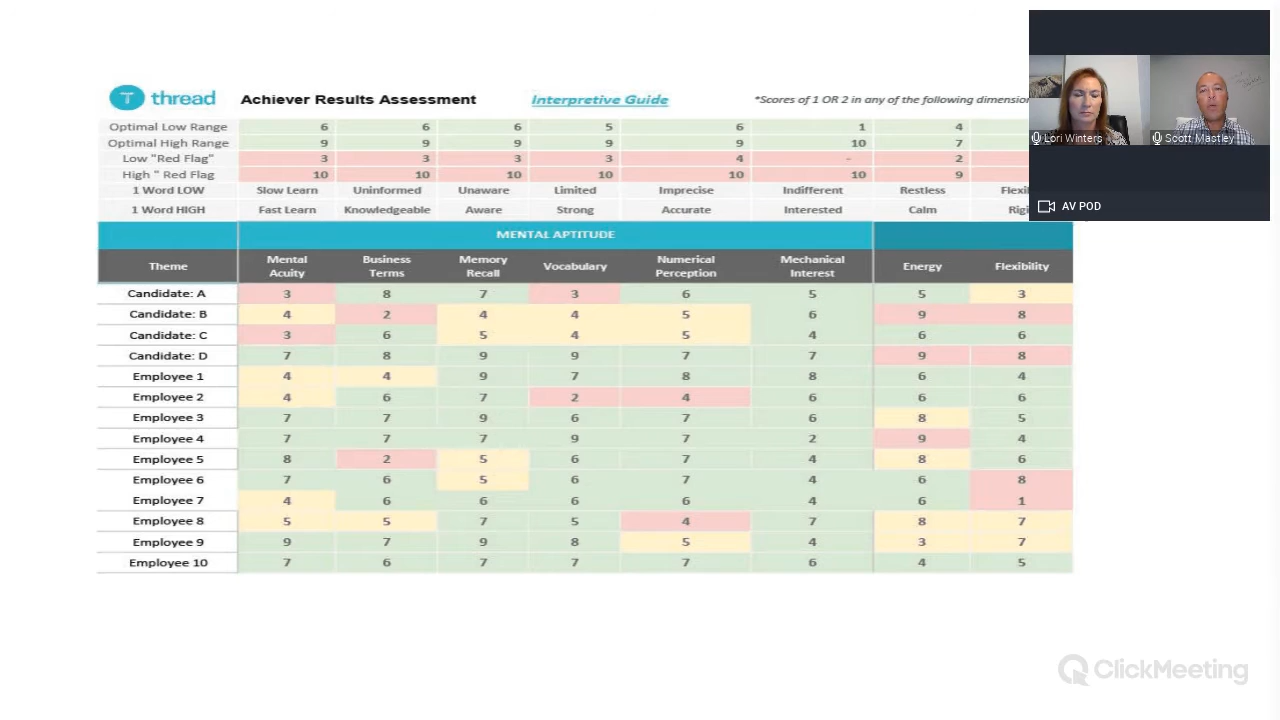 thread Achiever Results Assessment Interpretive Guide *Scores of 1 OR 2 in any of the following
Optimal Low Range 6 6 6 5 6 1 4
Optimal High Range 9 9 9 9 9 10 7
Low "Red Flag" 3 3 3 3 4 - 2
High " Red Flag 10 10 10 10 10 10 9
1 Word LOW Slow Learn Uninformed Unaware Limited Imprecise Indifferent Restless
1 Word HIGH Fast Learn Knowledgeable Aware Strong Accurate Interested Calm
MENTAL APTITUDE
Theme Mental Acuity Business Terms Memory Recall Vocabulary Numerical Perception Mechanical Interest Energy Flexibility
Candidate: A 3 8 7 3 6 5 5 3
Candidate: B 4 2 4 4 5 6 9 8
Candidate: C 3 6 5 4 5 4 6 6
Candidate: D 7 8 9 9 7 7 9 8
Employee 1 4 4 9 7 8 8 6 4
Employee 2 4 6 7 2 4 6 6 6
Employee 3 7 7 9 6 7 6 8 5
Employee 4 7 7 7 9 7 2 9 4
Employee 5 8 2 5 6 7 4 8 6
Employee 6 7 6 5 6 7 4 6 8
Employee 7 4 6 6 6 6 4 6 1
Employee 8 5 5 7 5 4 7 8 7
Employee 9 9 7 9 8 5 4 3 7
Employee 10 7 6 7 7 7 6 4 5
Lori Winters Scott Mastley
AV POD
ClickMeeting